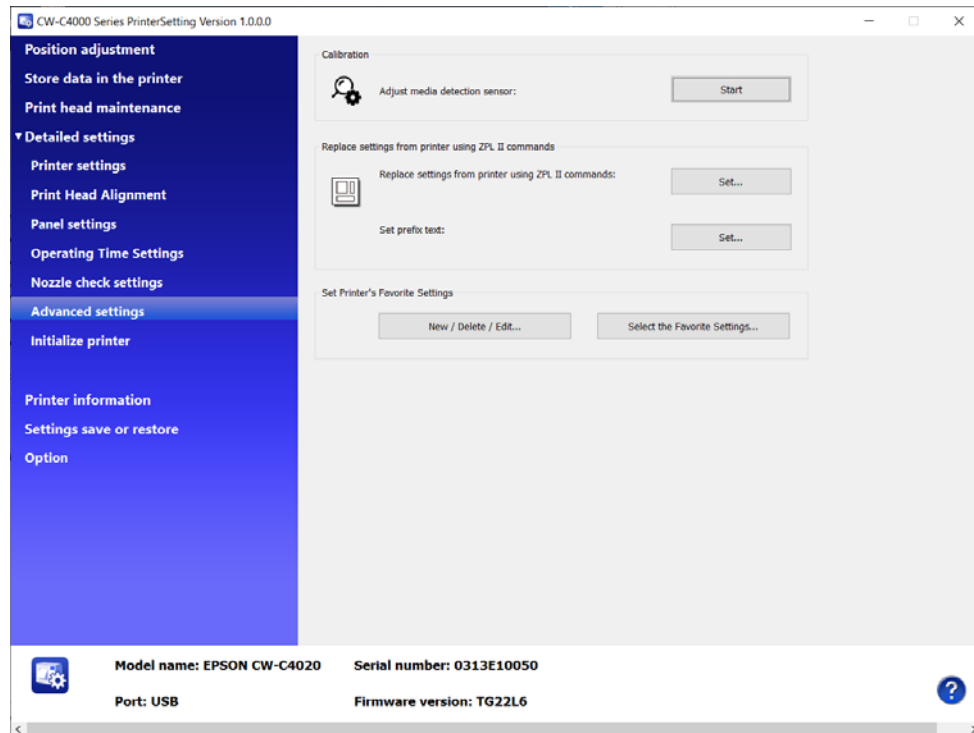 CW-C4000 Series PrinterSetting Version 1.0.0.0
Position adjustment
Store data in the printer
Print head maintenance
Detailed settings
Printer settings
Print Head Alignment
Panel settings
Operating Time Settings
Nozzle check settings
Advanced settings
Initialize printer
Printer information
Settings save or restore
Option
Calibration
Adjust media detection sensor:
Start
Replace settings from printer using ZPL II commands
Replace settings from printer using ZPL II commands:
Set...
Set prefix text:
Set...
Set Printer's Favorite Settings
New / Delete / Edit...
Select the Favorite Settings...
Model name: EPSON CW-C4020
Serial number: 0313E10050
Port: USB
Firmware version: TG22L6
?